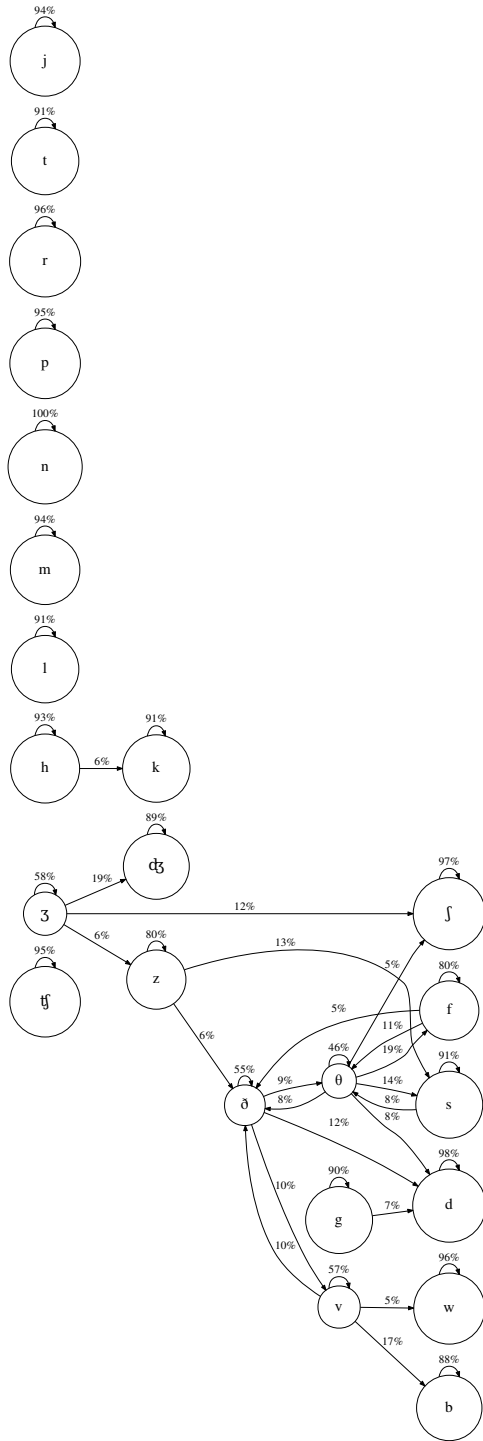 94%
j
91%
t
96%
r
95%
p
100%
n
94%
m
91%
l
93%
h
6%
91%
k
89%
ʤ
58%
ʒ
19%
12%
97%
ʃ
6%
80%
z
13%
95%
ʧ
5%
80%
f
5%
11%
19%
6%
46%
θ
55%
ð
9%
8%
14%
8%
91%
s
8%
12%
98%
d
90%
g
7%
10%
10%
57%
v
5%
96%
w
17%
88%
b